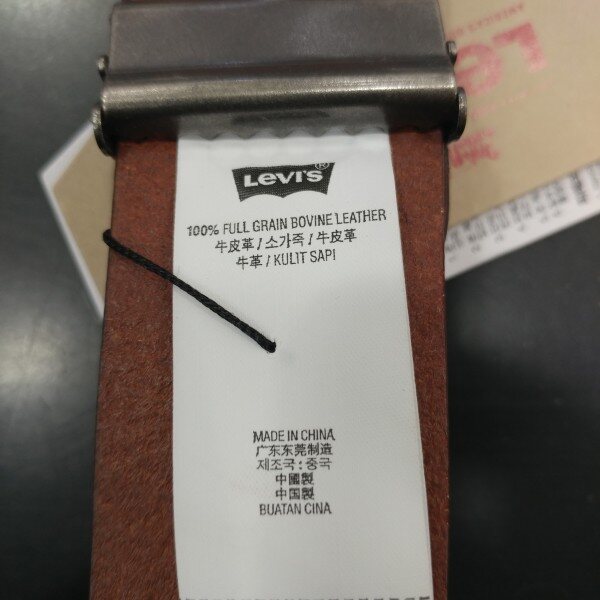 LEVI'S®
100% FULL GRAIN BOVINE LEATHER
牛皮革 / 소가죽 / 牛皮革
牛革 / KULIT SAPI
MADE IN CHINA
广东东莞制造
제조국 : 중국
中國製
中国製
BUATAN CINA